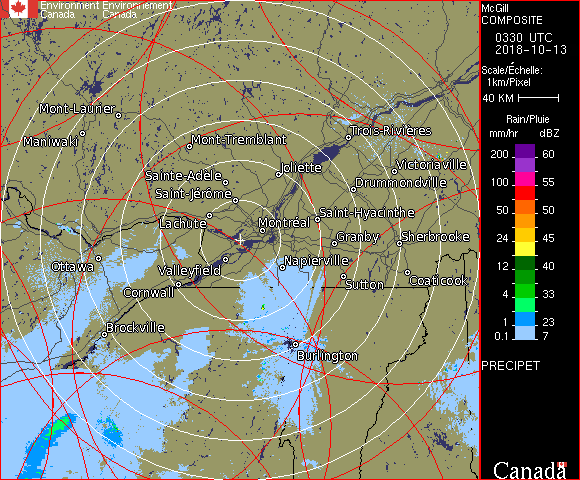 Environment Environnement
Canada Canada
McGill
COMPOSITE
0330 UTC
2018-10-13
Scale/Échelle:
1km/Pixel
40 KM
Rain/Pluie
mm/hr dBZ
200 60
100 55
50 50
24 45
12 40
4 33
1 23
0.1 7
PRECIPET
Canada
Mont-Laurier
Maniwaki
Mont-Tremblant
Trois-Rivières
Victoriaville
Joliette
Sainte-Adèle
Drummondville
Saint-Jérôme
Lachute
Saint-Hyacinthe
Montréal
Granby
Sherbrooke
Ottawa
Valleyfield
Napierville
Coaticook
Sutton
Cornwall
Brockville
Burlington